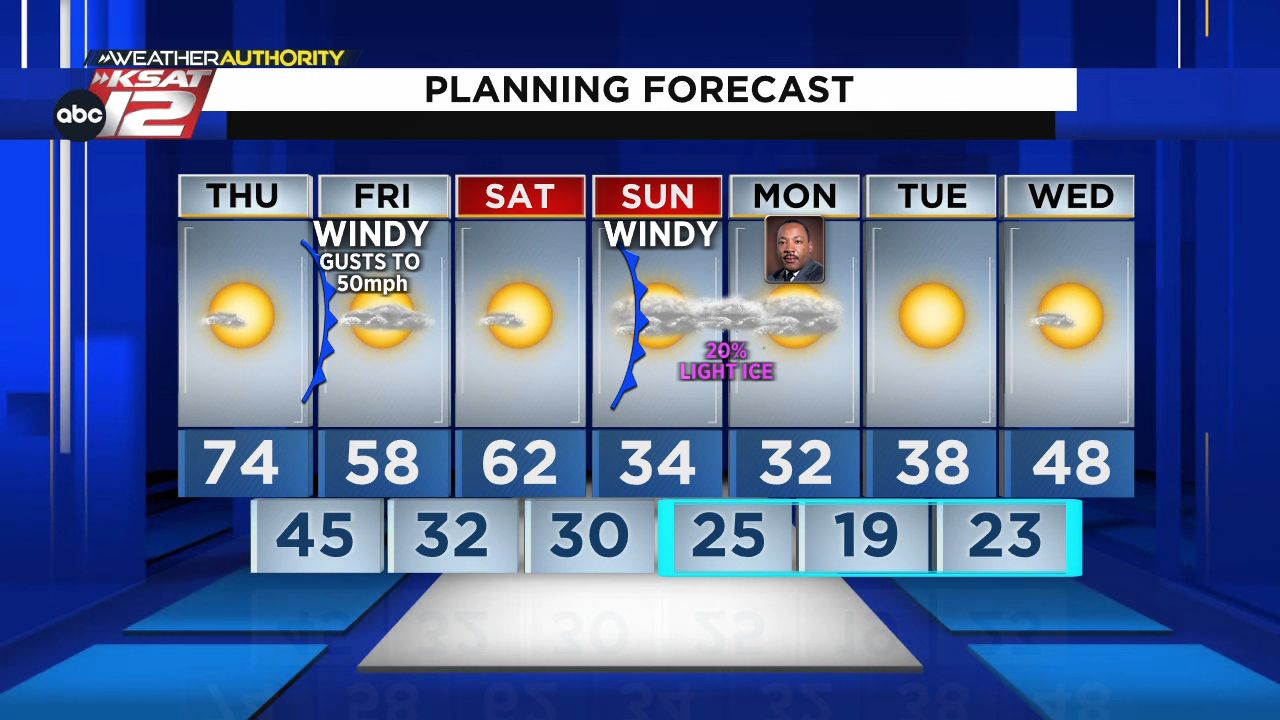 WEATHERAUTHORITY
KSAT
abc 12
PLANNING FORECAST
THU FRI SAT SUN MON TUE WED
WINDY WINDY
GUSTS TO
50mph
20%
LIGHT ICE
74 58 62 34 32 38 48
45 32 30 25 19 23